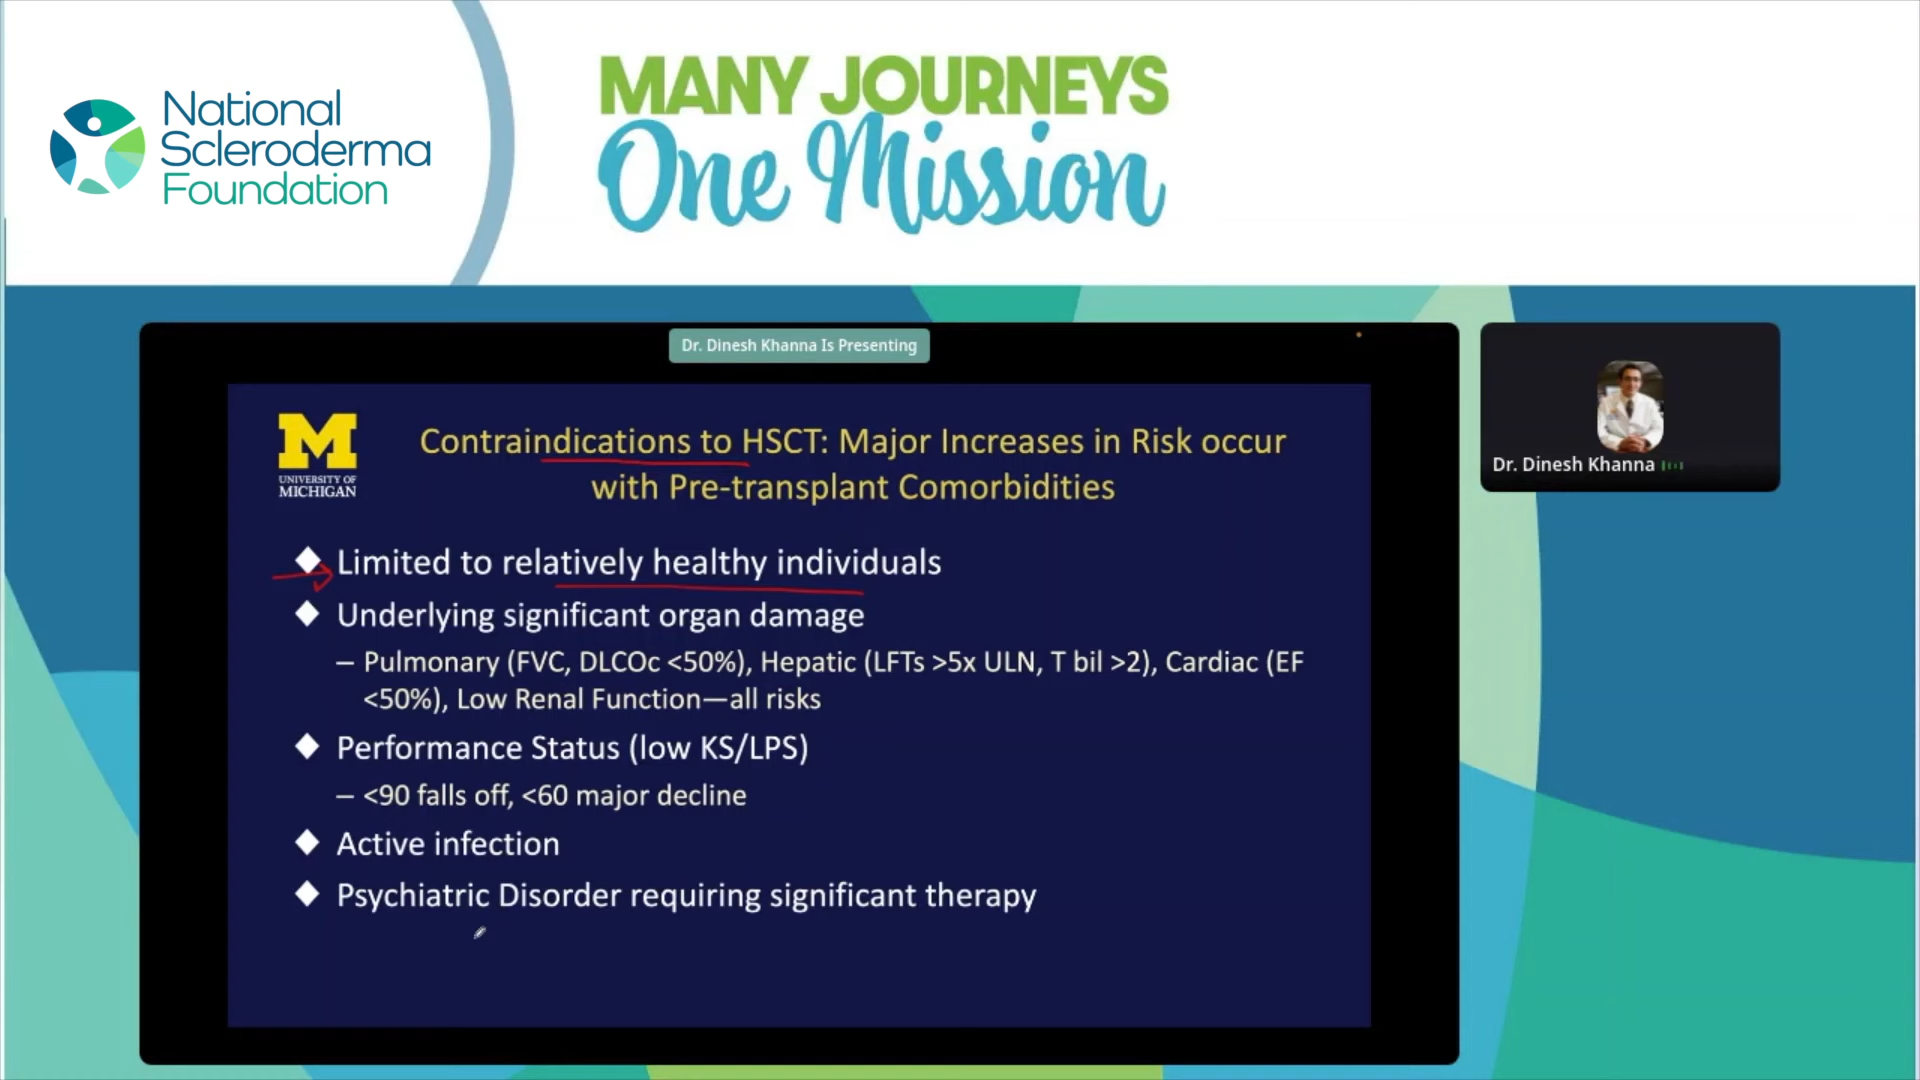 National
Scleroderma
Foundation
MANY JOURNEYS
One Mission
Dr. Dinesh Khanna Is Presenting
M
UNIVERSITY OF
MICHIGAN
Contraindications to HSCT: Major Increases in Risk occur
with Pre-transplant Comorbidities
Limited to relatively healthy individuals
Underlying significant organ damage
– Pulmonary (FVC, DLCOc <50%), Hepatic (LFTs >5x ULN, T bil >2), Cardiac (EF
<50%), Low Renal Function—all risks
Performance Status (low KS/LPS)
– <90 falls off, <60 major decline
Active infection
Psychiatric Disorder requiring significant therapy
Dr. Dinesh Khanna